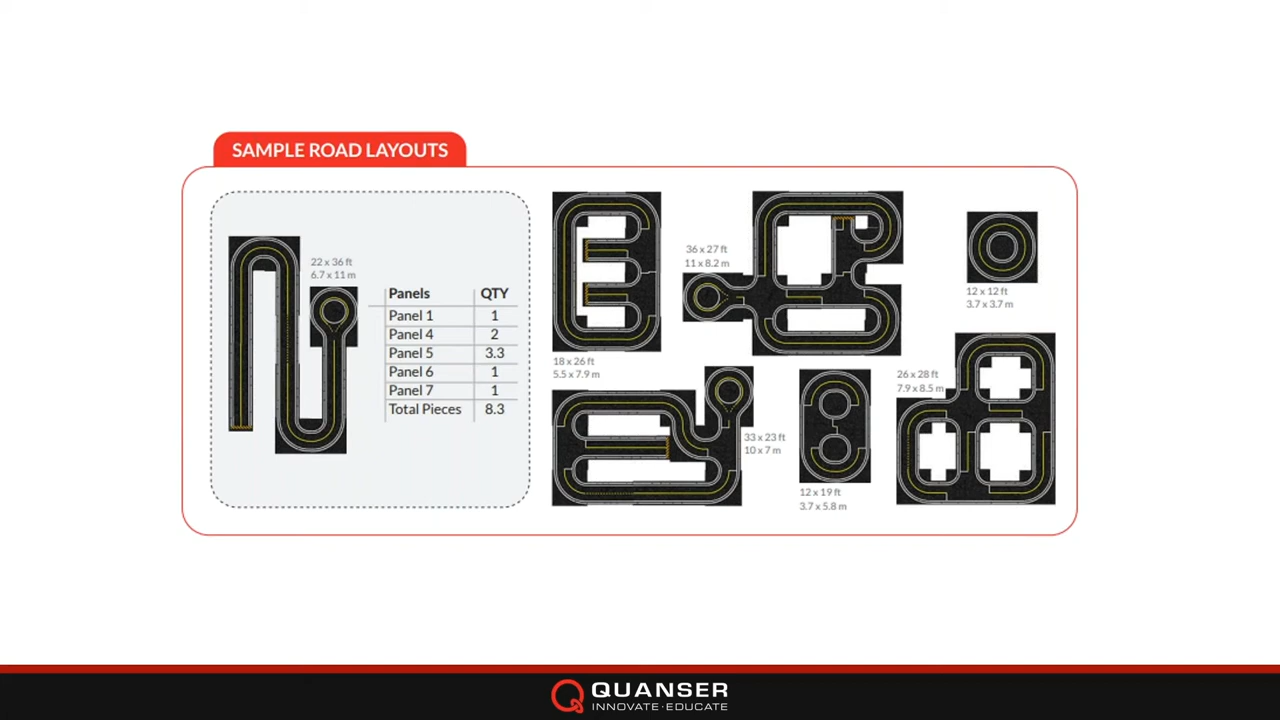 SAMPLE ROAD LAYOUTS
22 x 36 ft
6.7 x 11 m
Panels QTY
Panel 1 1
Panel 4 2
Panel 5 3.3
Panel 6 1
Panel 7 1
Total Pieces 8.3
18 x 26 ft
5.5 x 7.9 m
36 x 27 ft
11 x 8.2 m
12 x 12 ft
3.7 x 3.7 m
33 x 23 ft
10 x 7 m
12 x 19 ft
3.7 x 5.8 m
26 x 28 ft
7.9 x 8.5 m
QUANSER
INNOVATE·EDUCATE